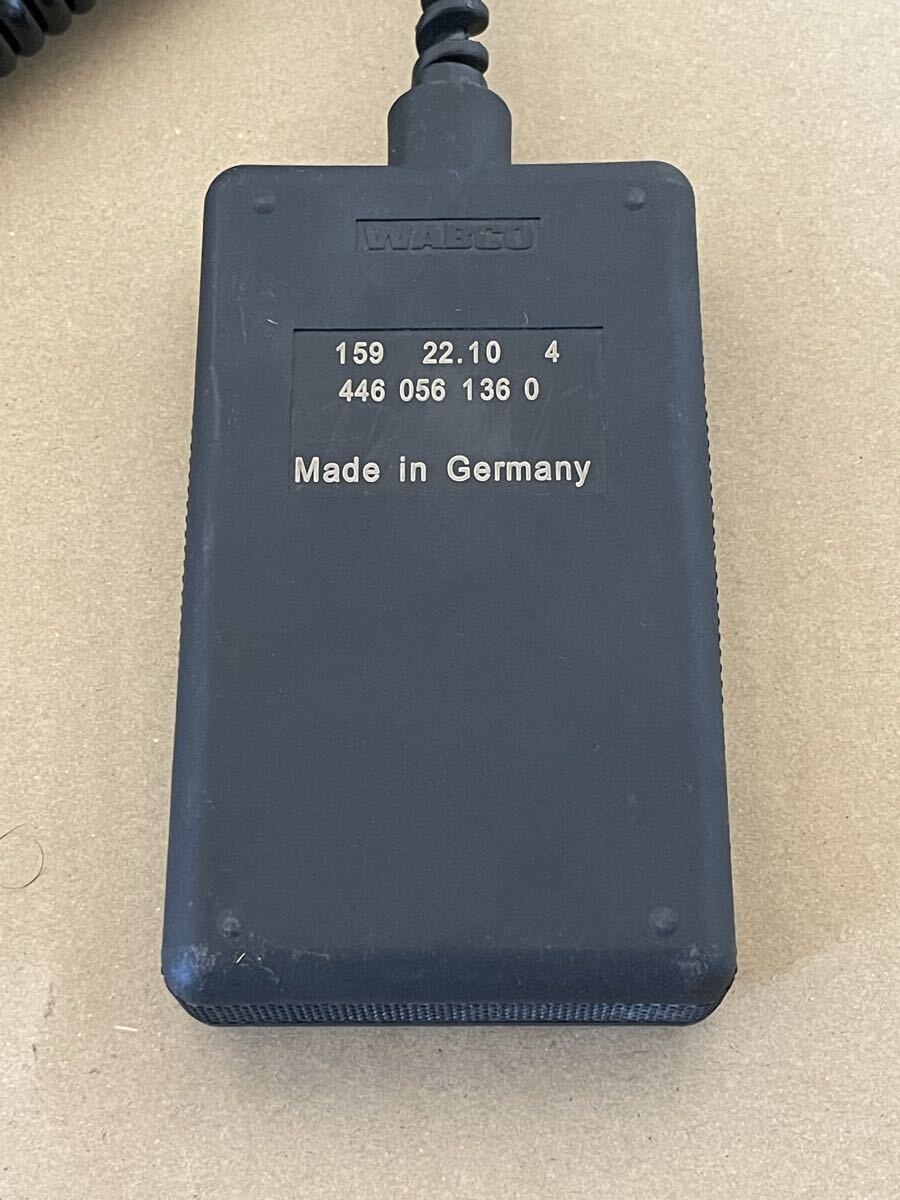 WABCO
159 22.10 4
446 056 136 0
Made in Germany